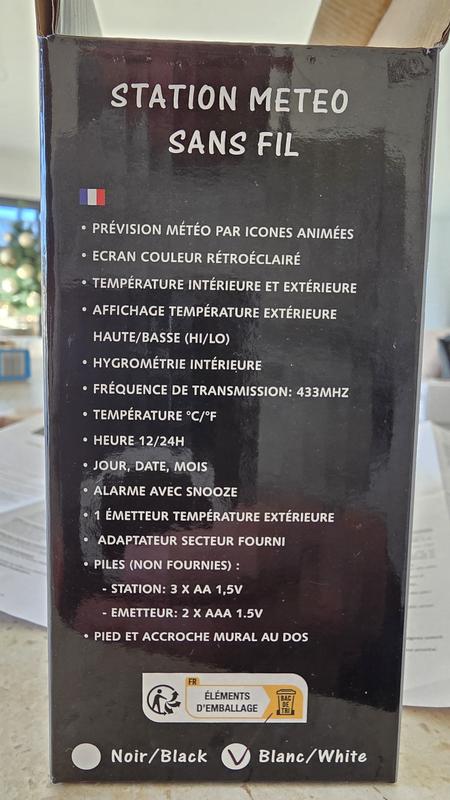 STATION METEO
SANS FIL
• PRÉVISION MÉTÉO PAR ICONES ANIMÉES
• ECRAN COULEUR RÉTROÉCLAIRÉ
• TEMPÉRATURE INTÉRIEURE ET EXTÉRIEURE
• AFFICHAGE TEMPÉRATURE EXTÉRIEURE
HAUTE/BASSE (HI/LO)
• HYGROMÉTRIE INTÉRIEURE
• FRÉQUENCE DE TRANSMISSION: 433MHZ
• TEMPÉRATURE °C/°F
• HEURE 12/24H
• JOUR, DATE, MOIS
• ALARME AVEC SNOOZE
• 1 ÉMETTEUR TEMPÉRATURE EXTÉRIEURE
• ADAPTATEUR SECTEUR FOURNI
• PILES (NON FOURNIES) :
- STATION: 3 X AA 1,5V
- EMETTEUR: 2 X AAA 1.5V
• PIED ET ACCROCHE MURAL AU DOS
FR
ÉLÉMENTS
D'EMBALLAGE
BAC
DE
TRI
Noir/Black Blanc/White